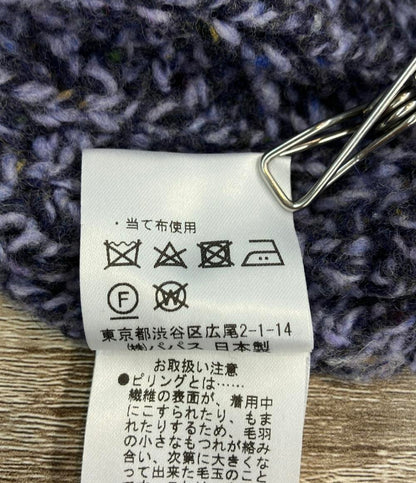 ・当て布使用
F W
東京都渋谷区広尾2-1-14
㈱パパス 日本製
お取扱い注意
●ピリングとは……
繊維の表面が、着用中
にこすられたり、もま
れたりするため、毛羽
の小さなもつれが絡み
合い、次第に大きくな
って出来た毛玉のこと